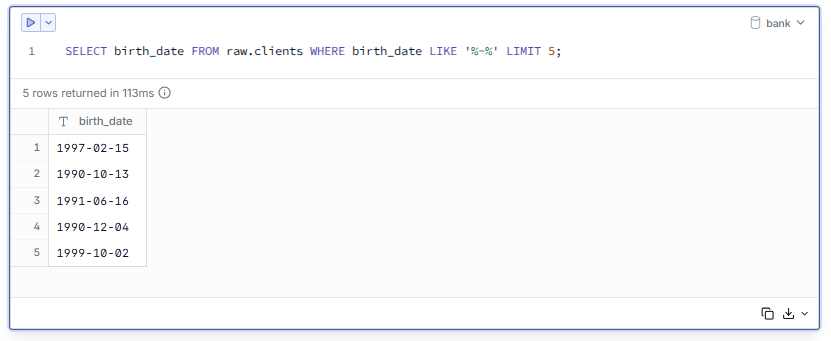 bank
1 SELECT birth_date FROM raw.clients WHERE birth_date LIKE '%-%' LIMIT 5;
5 rows returned in 113ms
birth_date
1 1997-02-15
2 1990-10-13
3 1991-06-16
4 1990-12-04
5 1999-10-02